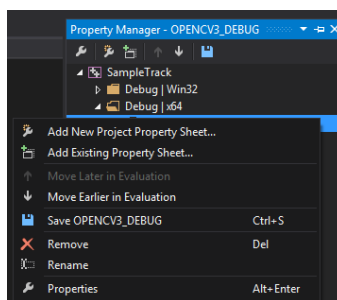 Property Manager - OPENCV3_DEBUG
SampleTrack
Debug | Win32
Debug | x64
Add New Project Property Sheet...
Add Existing Property Sheet...
Move Later in Evaluation
Move Earlier in Evaluation
Save OPENCV3_DEBUG Ctrl+S
Remove Del
Rename
Properties Alt+Enter